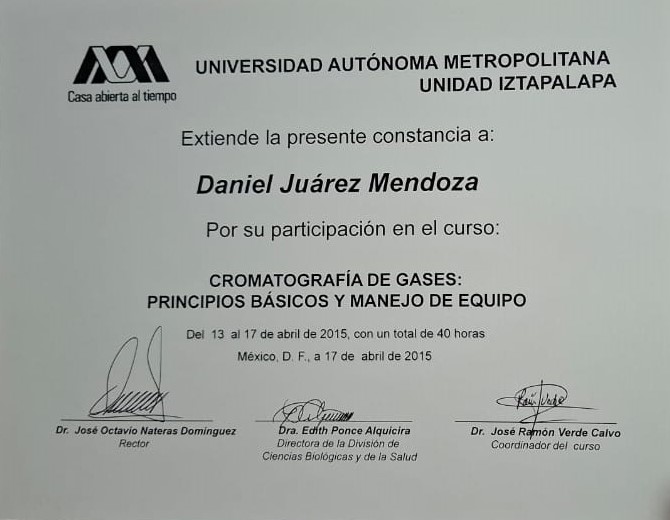 UNIVERSIDAD AUTÓNOMA METROPOLITANA
UNIDAD IZTAPALAPA
Casa abierta al tiempo
Extiende la presente constancia a:
Daniel Juárez Mendoza
Por su participación en el curso:
CROMATOGRAFÍA DE GASES:
PRINCIPIOS BÁSICOS Y MANEJO DE EQUIPO
Del 13 al 17 de abril de 2015, con un total de 40 horas
México, D. F., a 17 de abril de 2015
Dr. José Octavio Nateras Domínguez
Rector
Dra. Edith Ponce Alquicira
Directora de la División de
Ciencias Biológicas y de la Salud
Raúl Verde
Dr. José Ramón Verde Calvo
Coordinador del curso